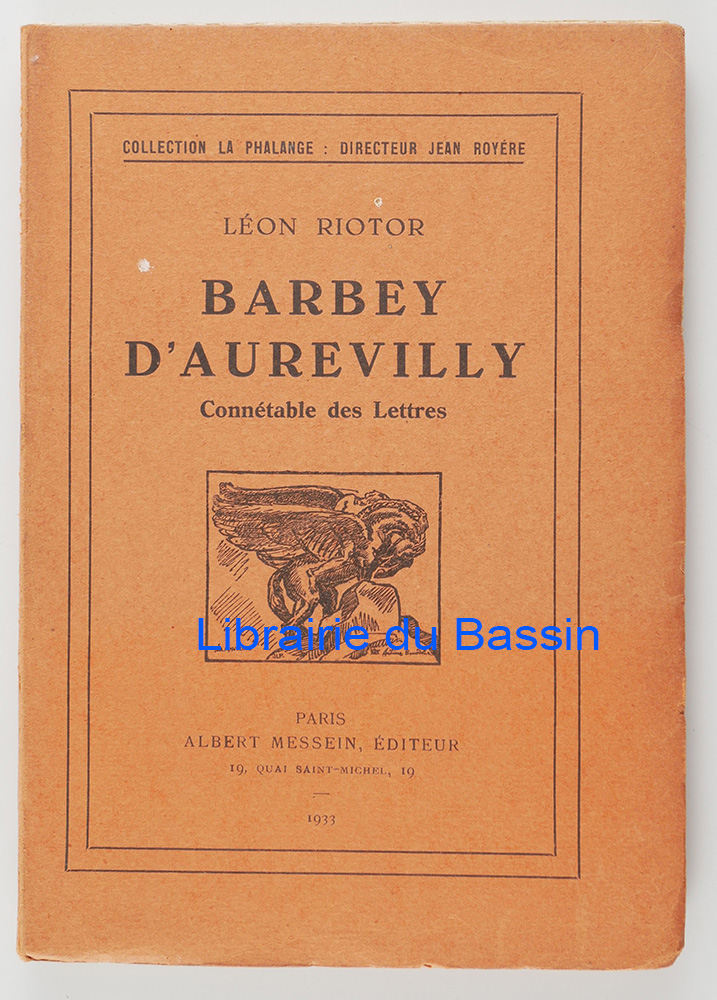 COLLECTION LA PHALANGE : DIRECTEUR JEAN ROYÉRE
LÉON RIOTOR
BARBEY
D'AUREVILLY
Connétable des Lettres
Librairie du Bassin
PARIS
ALBERT MESSEIN, ÉDITEUR
19, QUAI SAINT-MICHEL, 19
1933